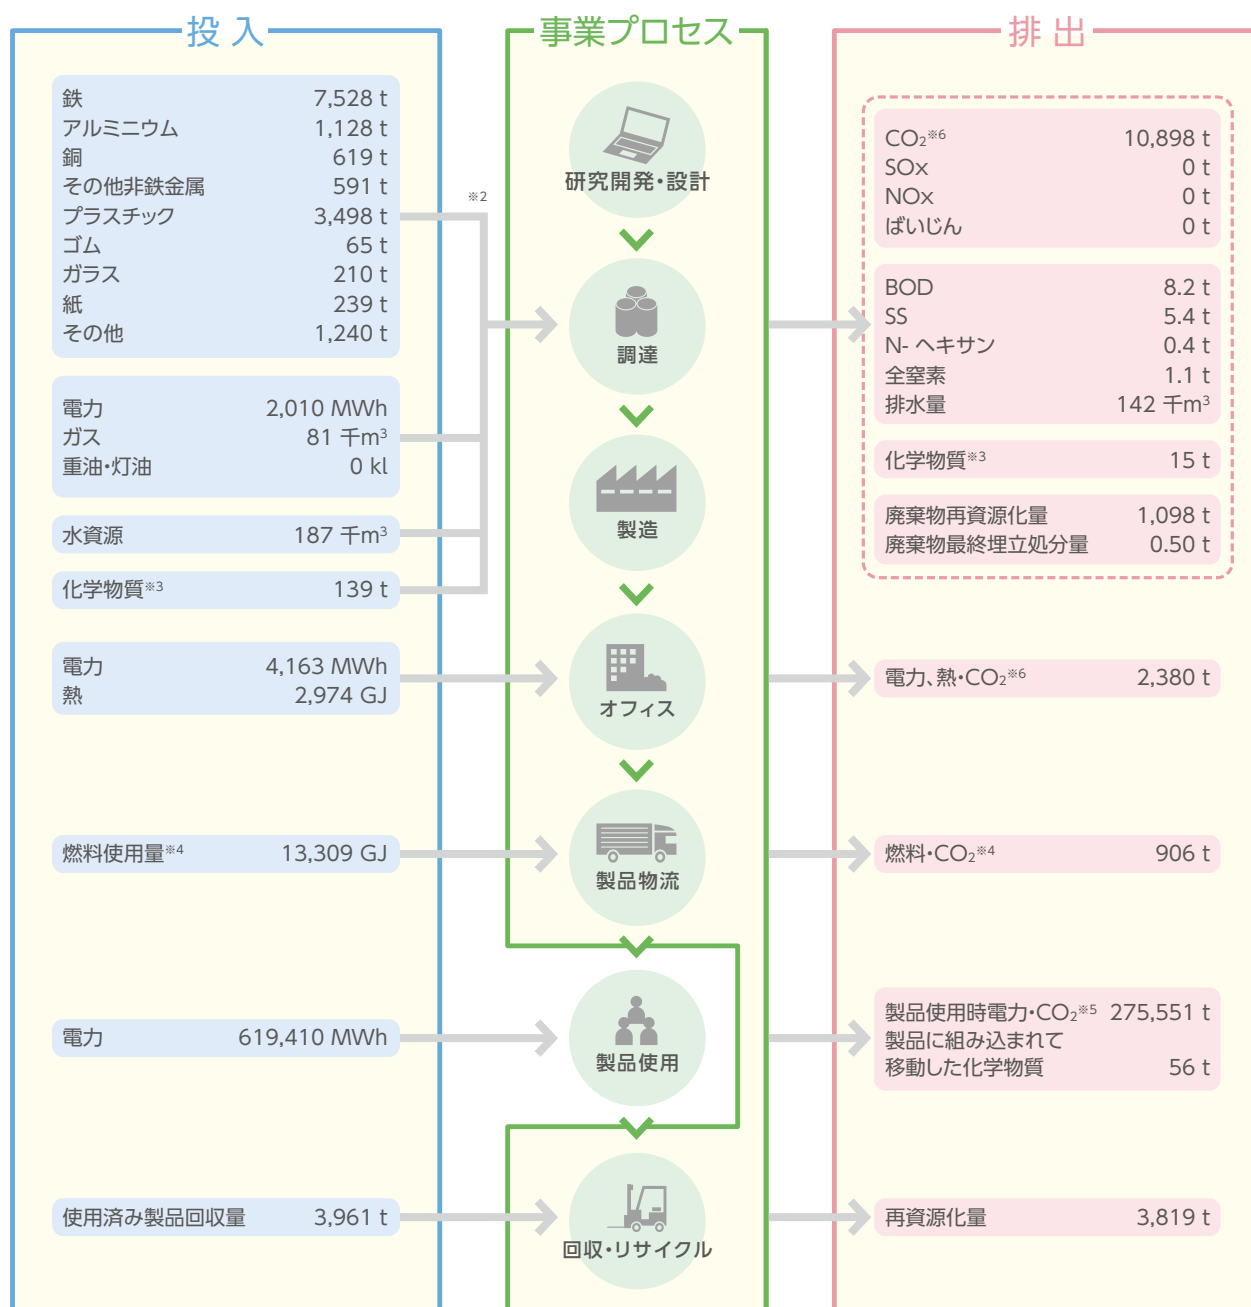 投入
鉄 7,528 t
アルミニウム 1,128 t
銅 619 t
その他非鉄金属 591 t
プラスチック 3,498 t
ゴム 65 t
ガラス 210 t
紙 239 t
その他 1,240 t
電力 2,010 MWh
ガス 81 千m³
重油・灯油 0 kl
水資源 187 千m³
化学物質※3 139 t
電力 4,163 MWh
熱 2,974 GJ
燃料使用量※4 13,309 GJ
電力 619,410 MWh
使用済み製品回収量 3,961 t
※2
事業プロセス
研究開発・設計
調達
製造
オフィス
製品物流
製品使用
回収・リサイクル
排出
CO₂※6 10,898 t
SOx 0 t
NOx 0 t
ばいじん 0 t
BOD 8.2 t
SS 5.4 t
N- ヘキサン 0.4 t
全窒素 1.1 t
排水量 142 千m³
化学物質※3 15 t
廃棄物再資源化量 1,098 t
廃棄物最終埋立処分量 0.50 t
電力、熱・CO₂※6 2,380 t
燃料・CO₂※4 906 t
製品使用時電力・CO₂※5 275,551 t
製品に組み込まれて
移動した化学物質 56 t
再資源化量 3,819 t